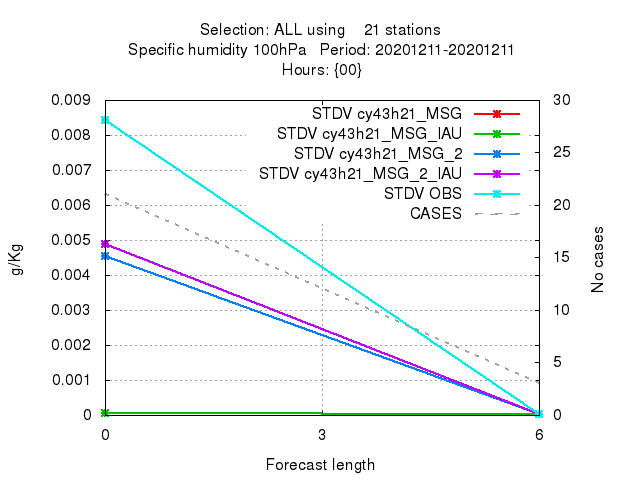 Selection: ALL using 21 stations
Specific humidity 100hPa Period: 20201211-20201211
Hours: {00}
0.009
0.008
0.007
0.006
0.005
0.004
0.003
0.002
0.001
0
30
25
20
15
10
5
0
STDV cy43h21_MSG
STDV cy43h21_MSG_IAU
STDV cy43h21_MSG_2
STDV cy43h21_MSG_2_IAU
STDV OBS
CASES
g/Kg
No cases
0
3
6
Forecast length